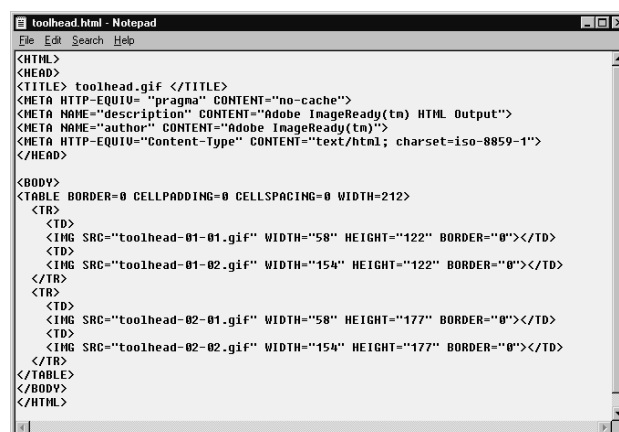 toolhead.html - Notepad
File Edit Search Help
<HTML>
<HEAD>
<TITLE> toolhead.gif </TITLE>
<META HTTP-EQUIV= "pragma" CONTENT="no-cache">
<META NAME="description" CONTENT="Adobe ImageReady(tm) HTML Output">
<META NAME="author" CONTENT="Adobe ImageReady(tm)">
<META HTTP-EQUIV="Content-Type" CONTENT="text/html; charset=iso-8859-1">
</HEAD>

<BODY>
<TABLE BORDER=0 CELLPADDING=0 CELLSPACING=0 WIDTH=212>
  <TR>
    <TD>
    <IMG SRC="toolhead-01-01.gif" WIDTH="58" HEIGHT="122" BORDER="0"></TD>
    <TD>
    <IMG SRC="toolhead-01-02.gif" WIDTH="154" HEIGHT="122" BORDER="0"></TD>
  </TR>
  <TR>
    <TD>
    <IMG SRC="toolhead-02-01.gif" WIDTH="58" HEIGHT="177" BORDER="0"></TD>
    <TD>
    <IMG SRC="toolhead-02-02.gif" WIDTH="154" HEIGHT="177" BORDER="0"></TD>
  </TR>
</TABLE>
</BODY>
</HTML>